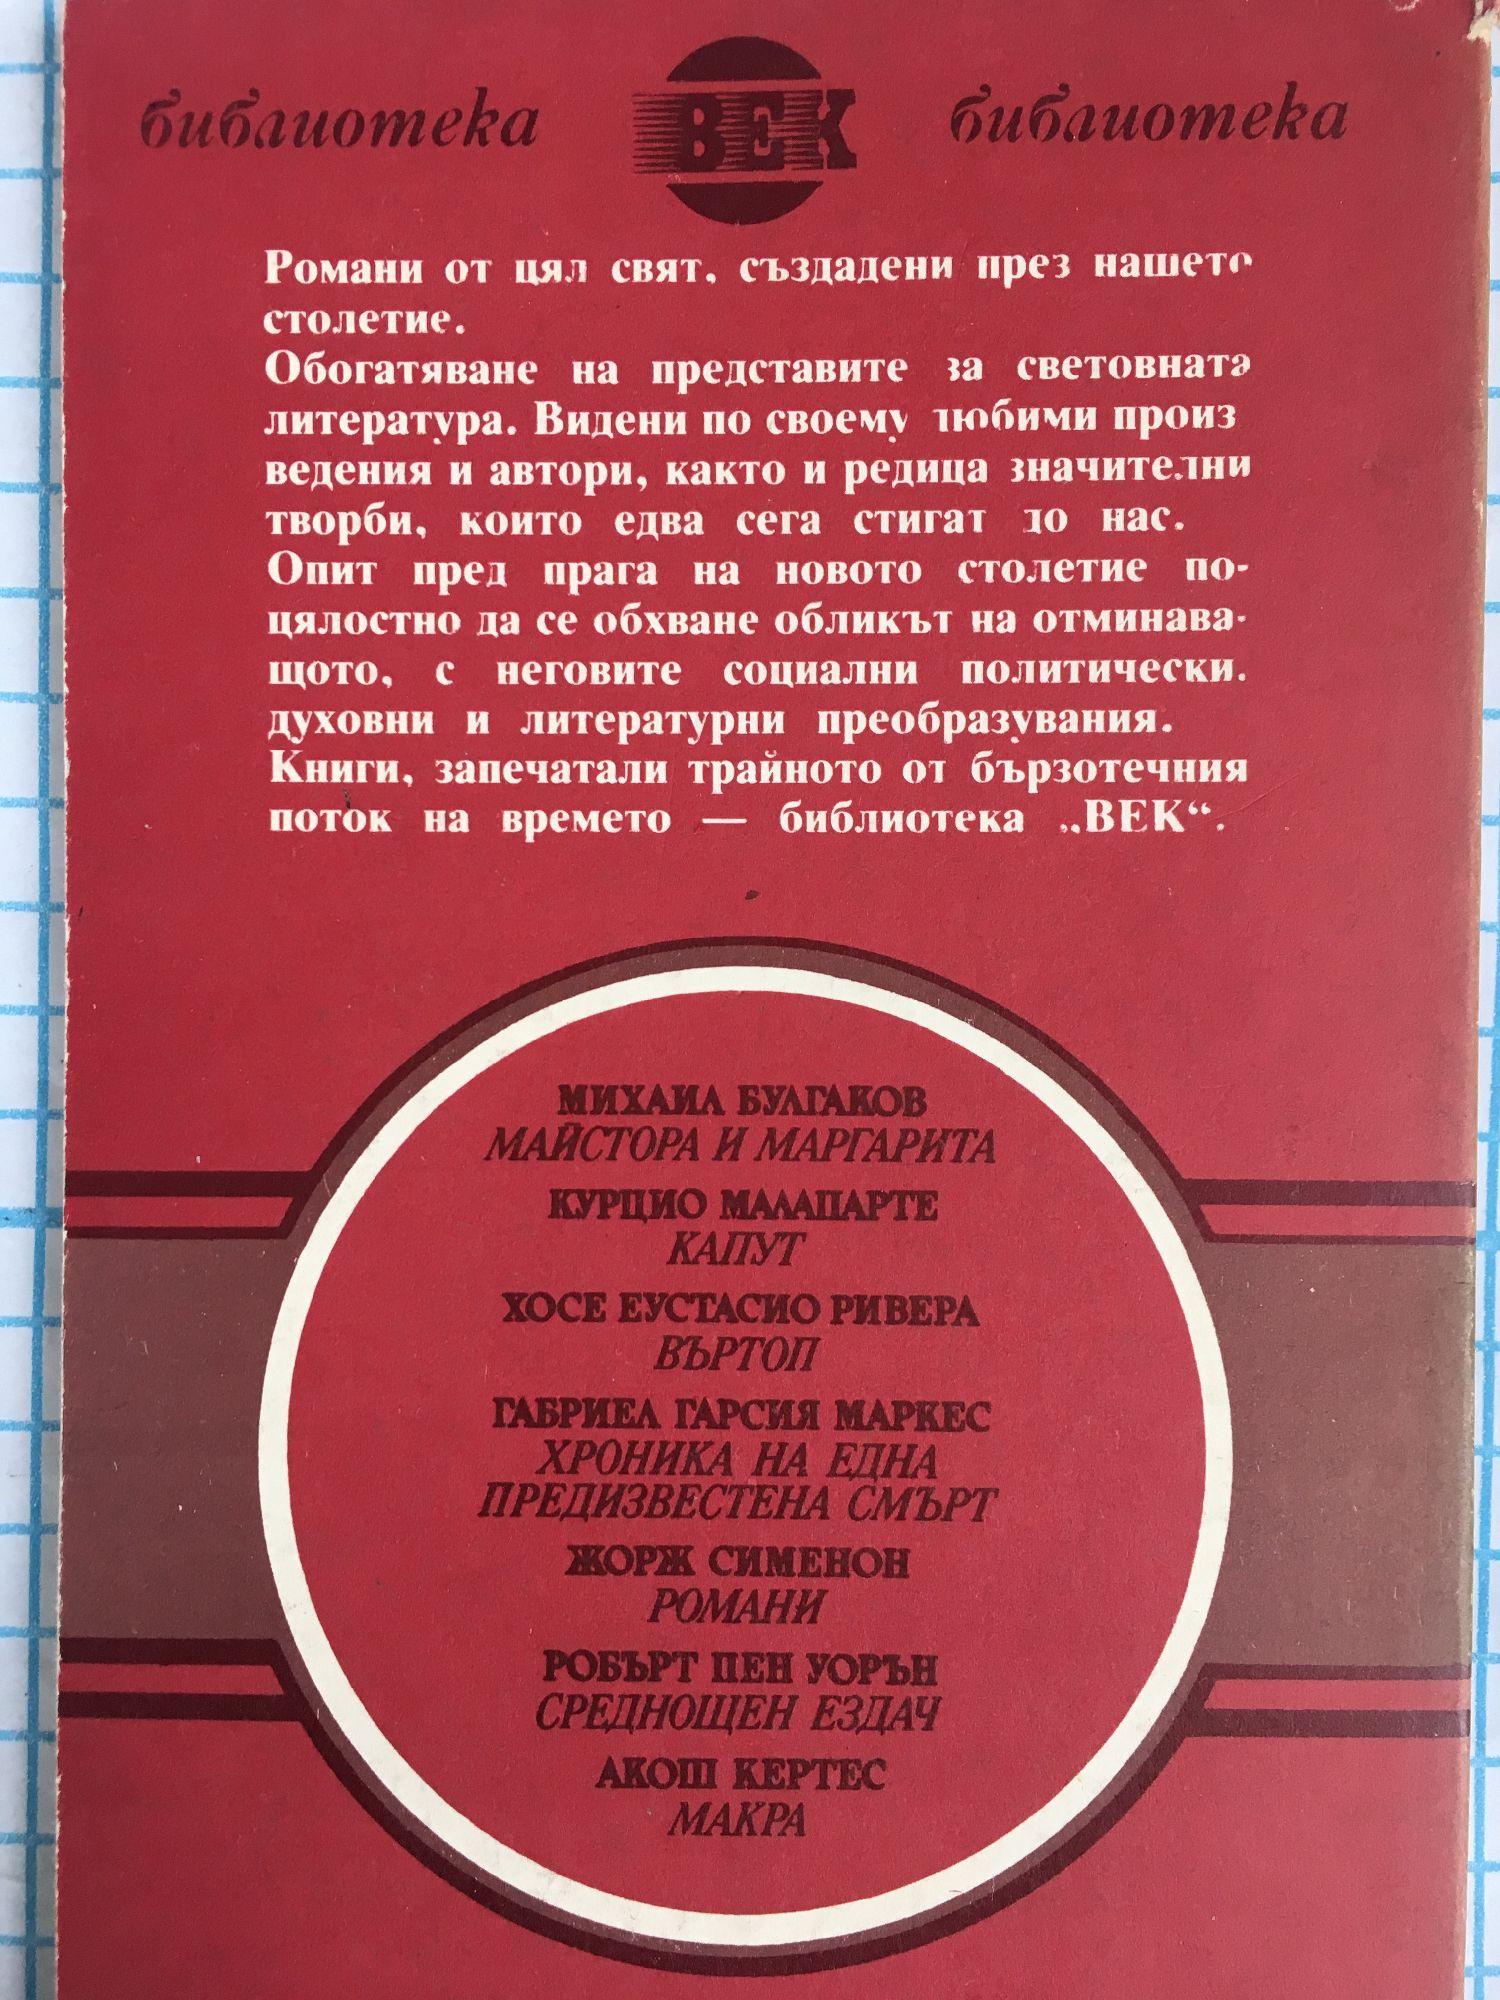 библиотека ВЕК библиотека
Романи от цял свят, създадени през нашето
столетие.
Обогатяване на представите за световната
литература. Видени по своему любими произ
ведения и автори, както и редица значителни
творби, които едва сега стигат до нас.
Опит пред прага на новото столетие по-
цялостно да се обхване обликът на отминава-
щото, с неговите социални политически,
духовни и литературни преобразувания.
Книги, запечатали трайното от бързотечния
поток на времето — библиотека „ВЕК“.
МИХАИЛ БУЛГАКОВ
МАЙСТОРА И МАРГАРИТА
КУРЦИО МАЛАПАРТЕ
КАПУТ
ХОСЕ ЕУСТАСИО РИВЕРА
ВЪРТОП
ГАБРИЕЛ ГАРСИЯ МАРКЕС
ХРОНИКА НА ЕДНА
ПРЕДИЗВЕСТЕНА СМЪРТ
ЖОРЖ СИМЕНОН
РОМАНИ
РОБЪРТ ПЕН УОРЪН
СРЕДНОЩЕН ЕЗДАЧ
АКОШ КЕРТЕС
МАКРА